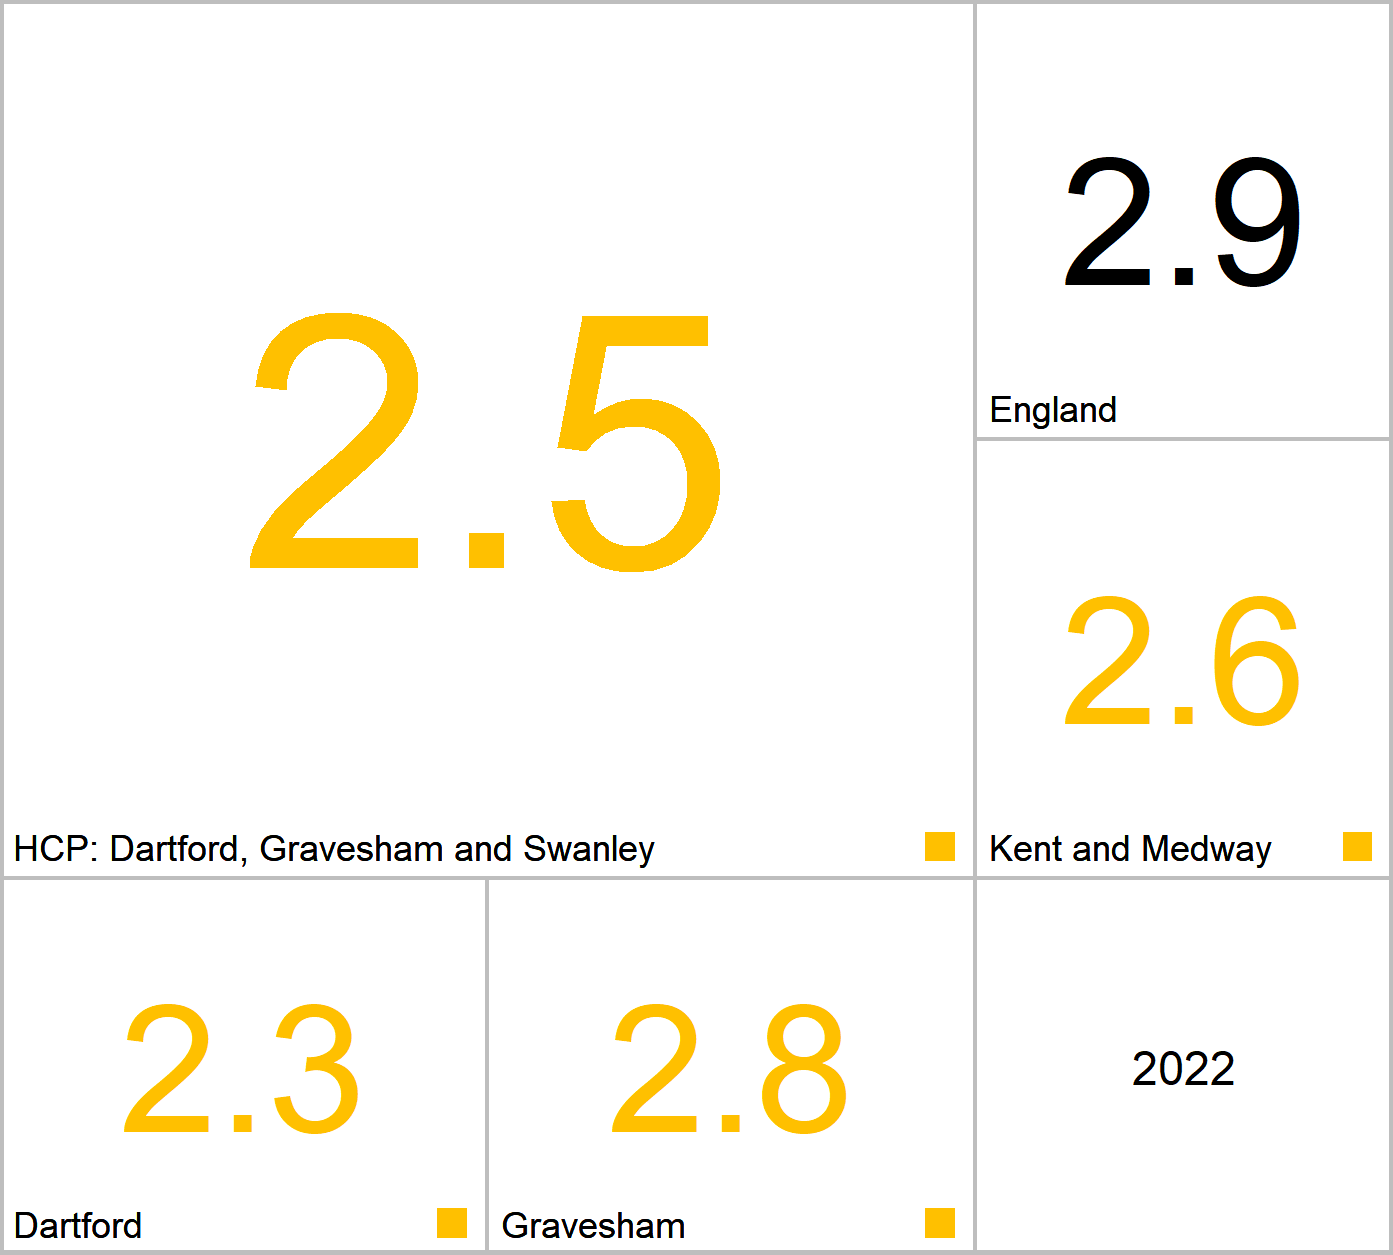 2.5
HCP: Dartford, Gravesham and Swanley
2.9
England
2.6
Kent and Medway
2.3
Dartford
2.8
Gravesham
2022